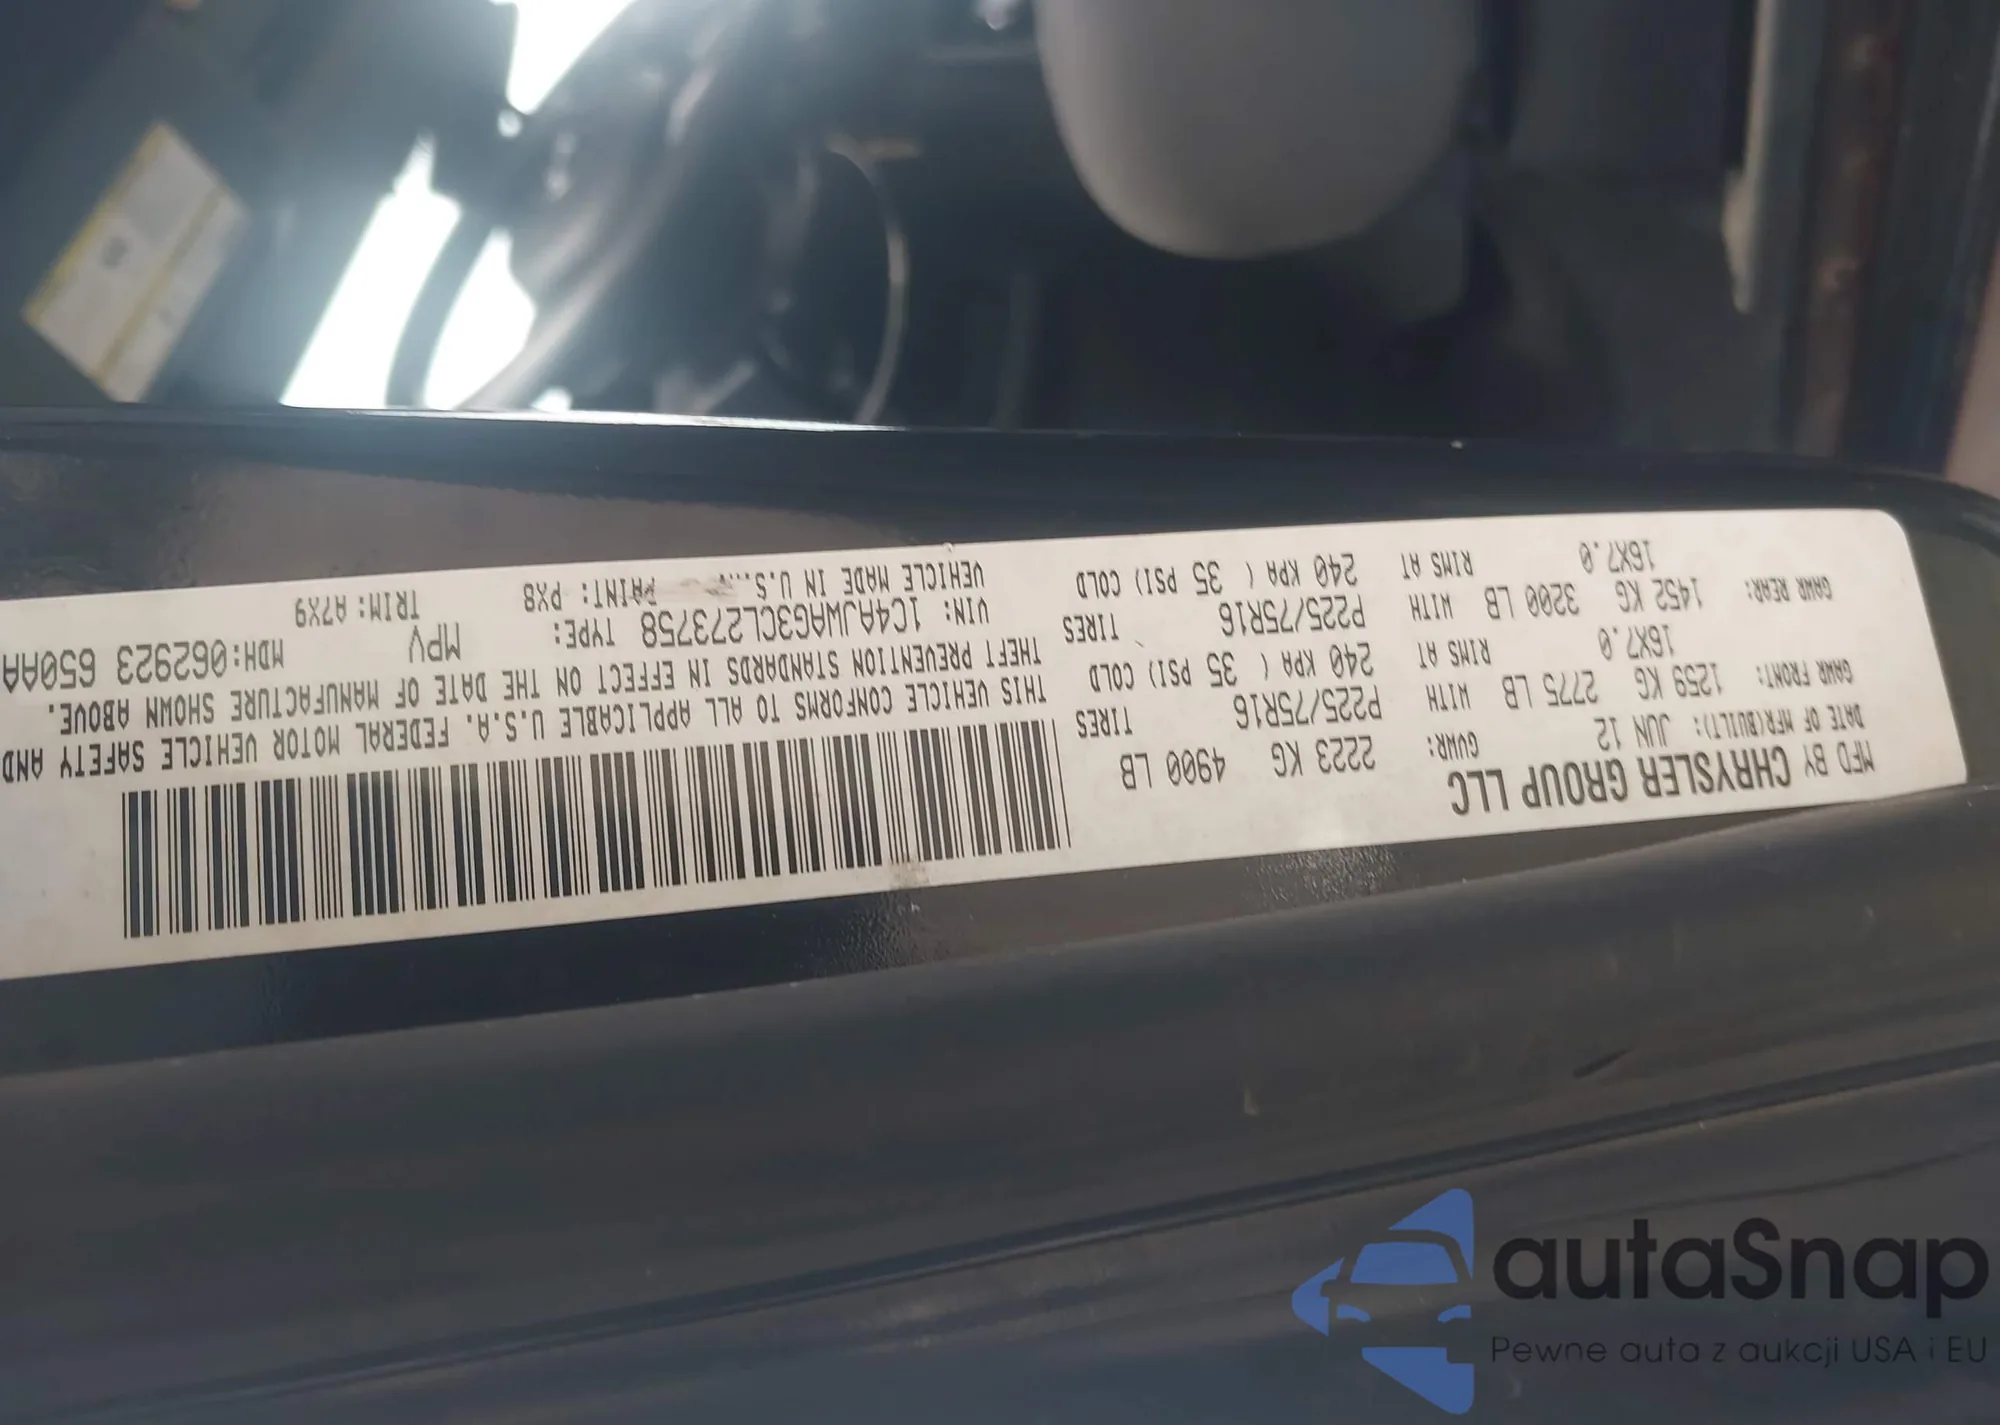 MFD BY CHRYSLER GROUP LLC
DATE OF MFR(BUILT): JUN 12 GVWR: 2223 KG 4900 LB
GAWR FRONT: 1259 KG 2775 LB WITH P225/75R16 TIRES
16X7.0 RIMS AT 240 KPA ( 35 PSI) COLD
GAWR REAR: 1452 KG 3200 LB WITH P225/75R16 TIRES
16X7.0 RIMS AT 240 KPA ( 35 PSI) COLD
THIS VEHICLE CONFORMS TO ALL APPLICABLE U.S.A. FEDERAL MOTOR VEHICLE SAFETY AND
THEFT PREVENTION STANDARDS IN EFFECT ON THE DATE OF MANUFACTURE SHOWN ABOVE.
VIN: 1C4AJWAG3CL273758 TYPE: MPV MDH:062923 650AA
VEHICLE MADE IN U.S. PAINT: PX8 TRIM: A7X9
autaSnap
Pewne auta z aukcji USA i EU